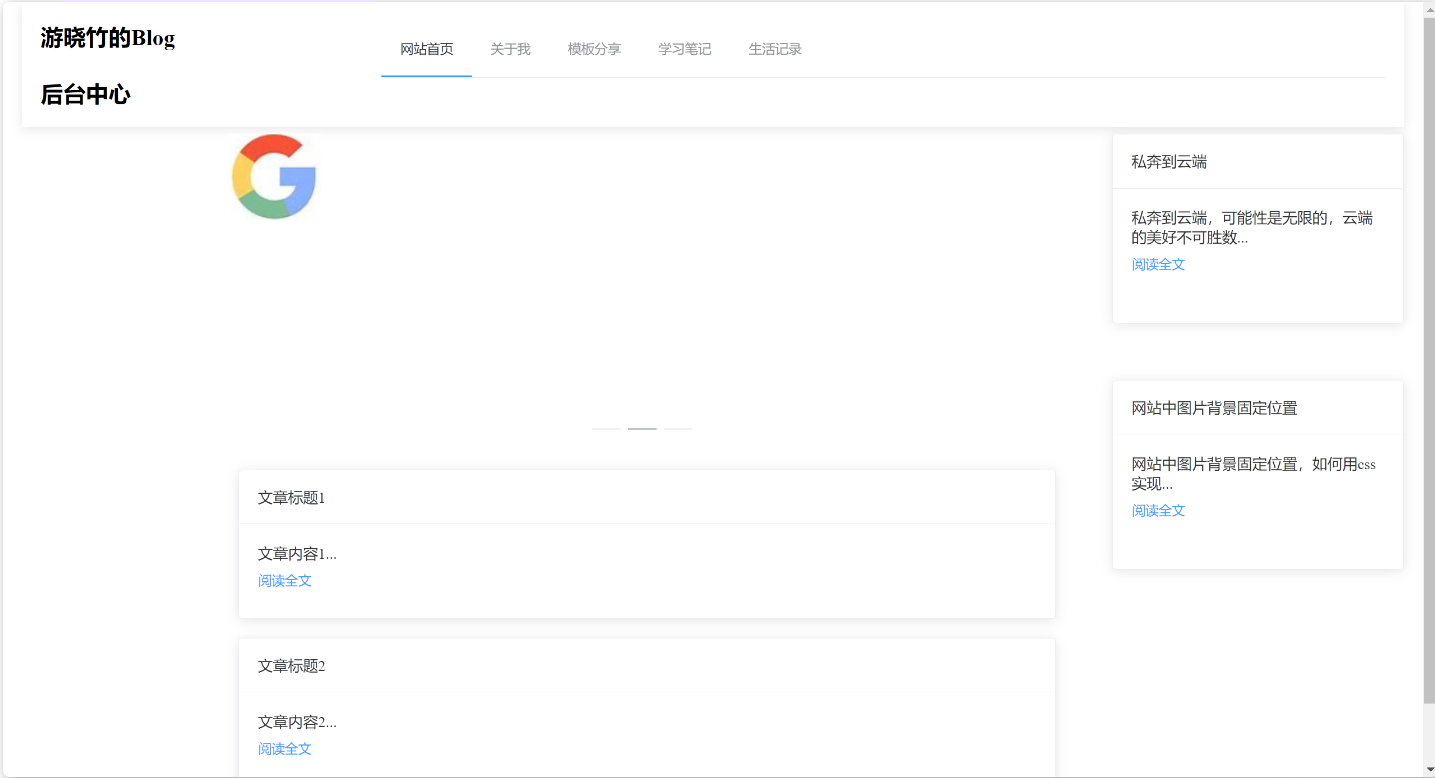 游晓竹的Blog
网站首页 关于我 模板分享 学习笔记 生活记录
后台中心
私奔到云端
私奔到云端，可能性是无限的，云端
的美好不可胜数...
阅读全文
网站中图片背景固定位置
网站中图片背景固定位置，如何用css
实现...
阅读全文
文章标题1
文章内容1...
阅读全文
文章标题2
文章内容2...
阅读全文